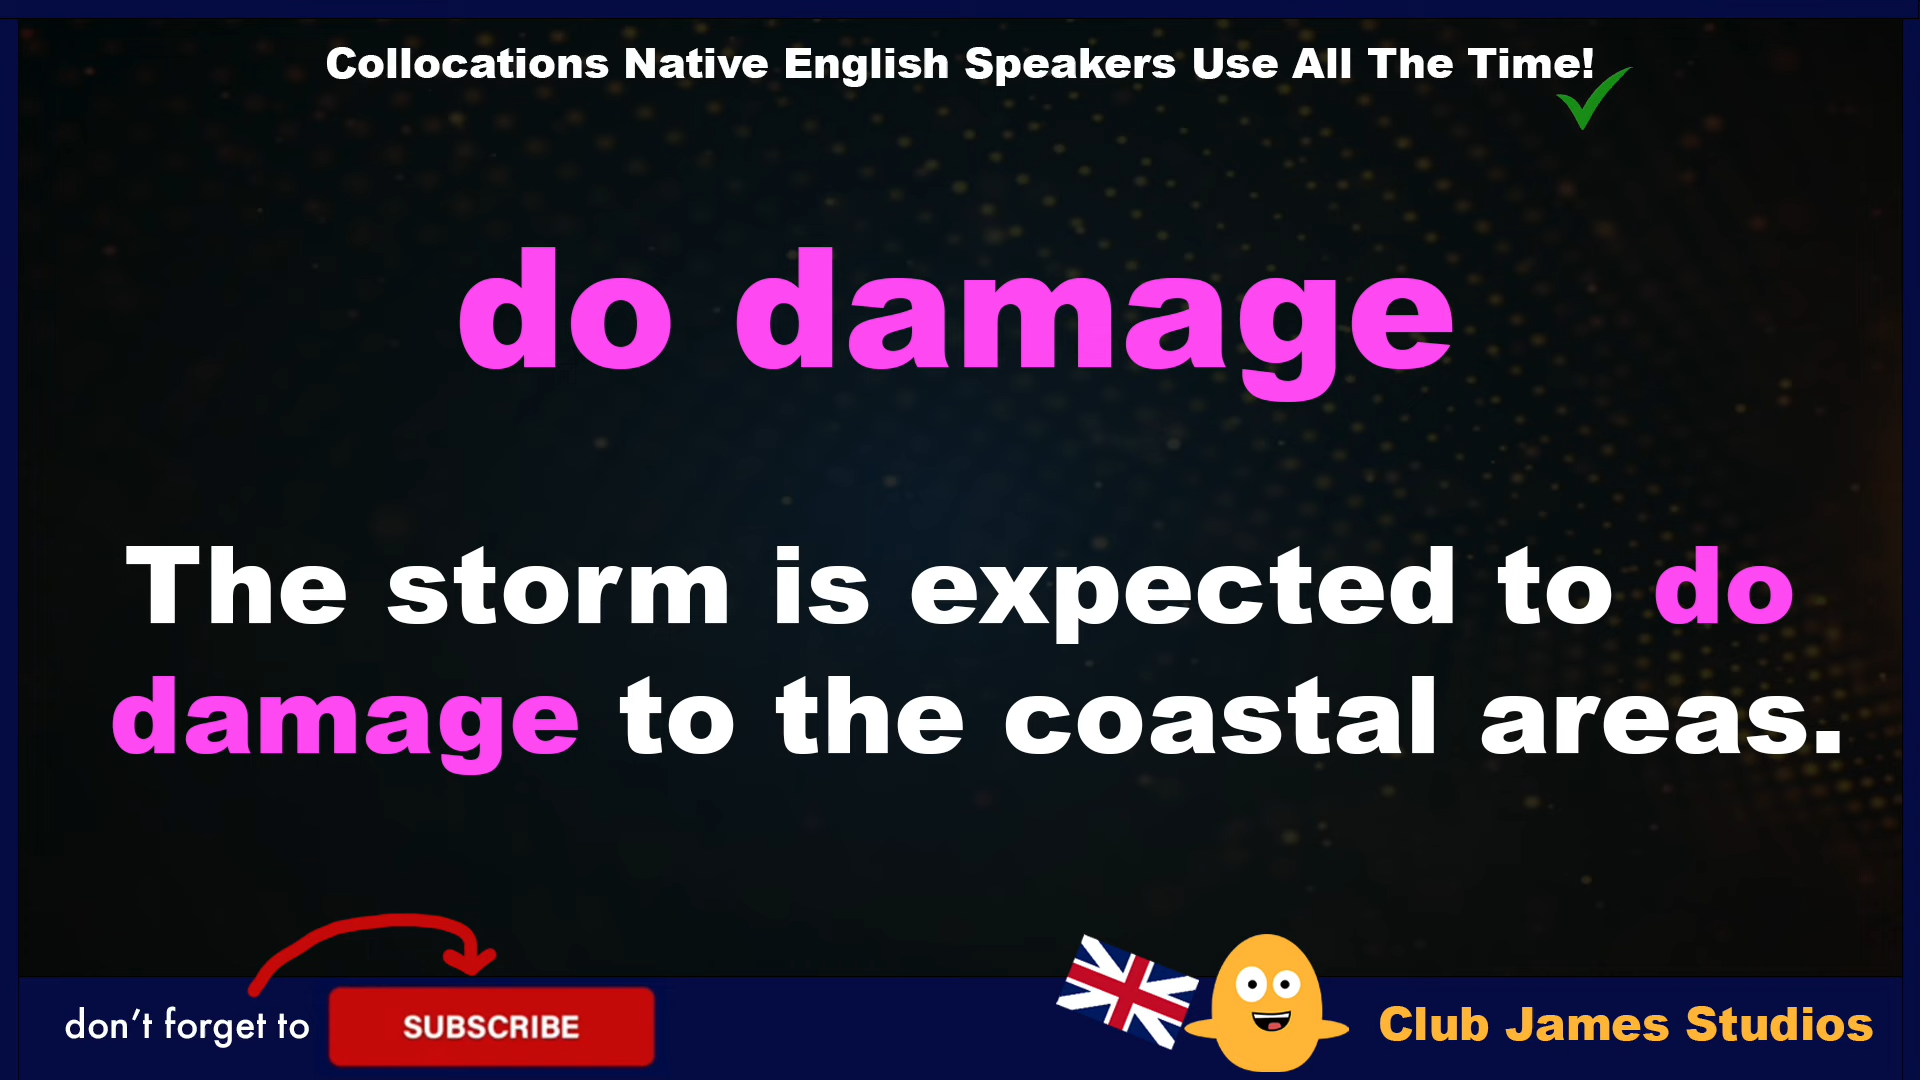 Collocations Native English Speakers Use All The Time!
do damage
The storm is expected to do
damage to the coastal areas.
don't forget to
SUBSCRIBE
Club James Studios